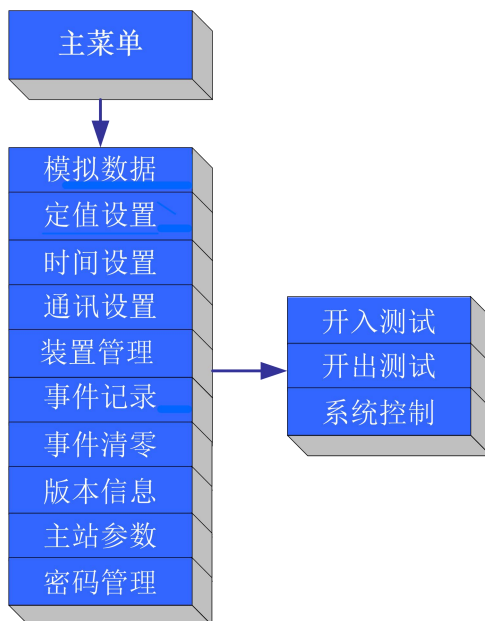 主菜单
模拟数据
定值设置
时间设置
通讯设置
装置管理
事件记录
事件清零
版本信息
主站参数
密码管理
开入测试
开出测试
系统控制